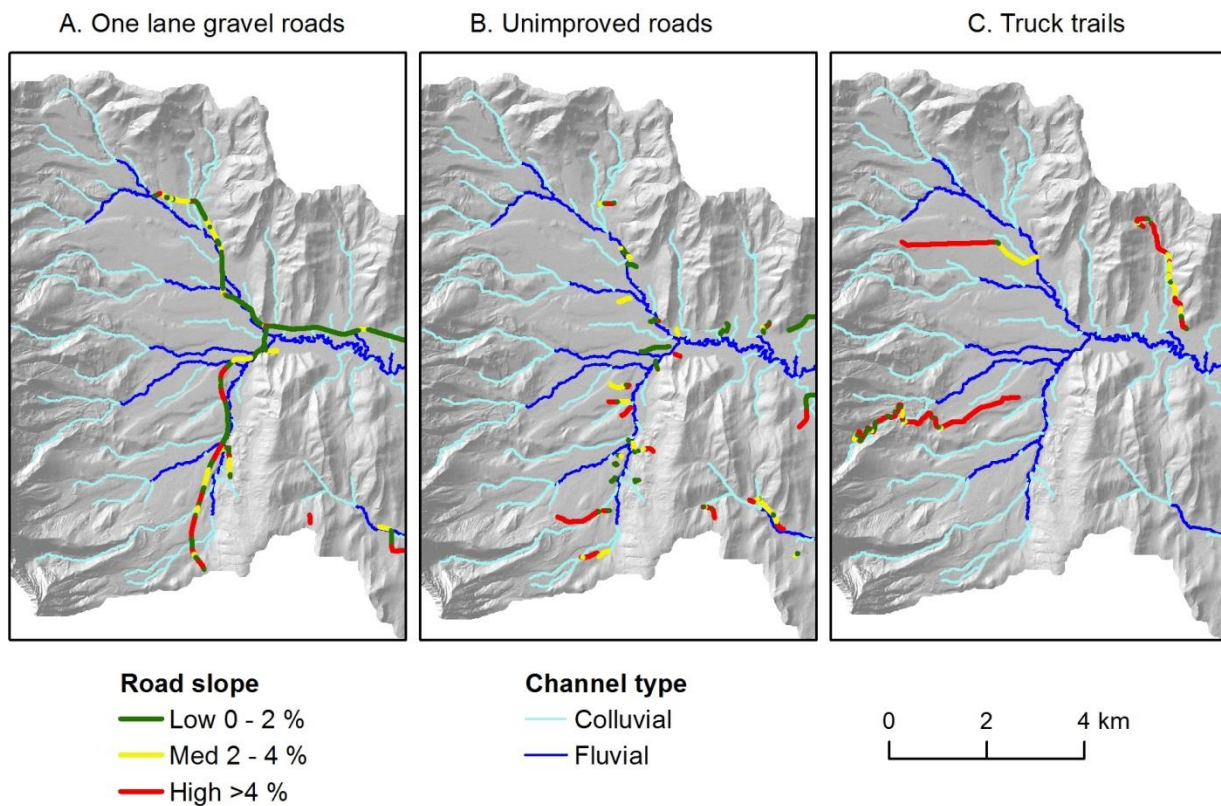 A. One lane gravel roads
B. Unimproved roads
C. Truck trails
Road slope
Low 0 - 2 %
Med 2 - 4 %
High >4 %
Channel type
Colluvial
Fluvial
0 2 4 km